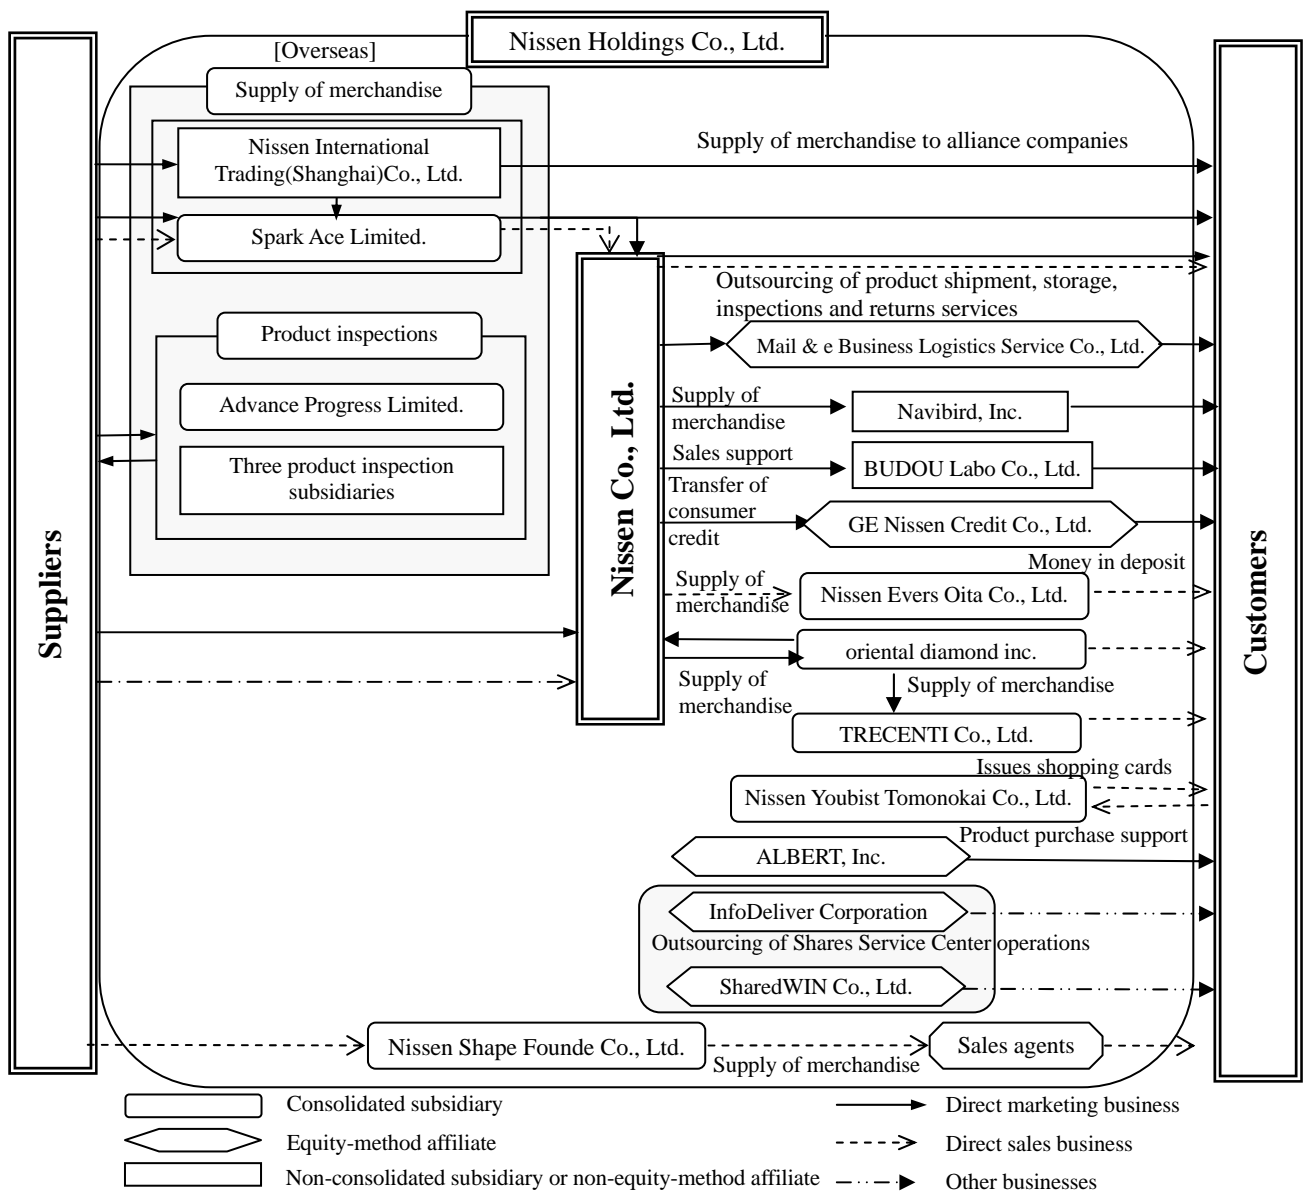 Nissen Holdings Co., Ltd.
[Overseas]
Supply of merchandise
Nissen International
Trading(Shanghai)Co., Ltd.
Supply of merchandise to alliance companies
Spark Ace Limited.
Outsourcing of product shipment, storage,
inspections and returns services
Product inspections
Mail & e Business Logistics Service Co., Ltd.
Advance Progress Limited.
Supply of
merchandise
Navibird, Inc.
Three product inspection
subsidiaries
Sales support
BUDOU Labo Co., Ltd.
Transfer of
consumer
credit
GE Nissen Credit Co., Ltd.
Suppliers
Nissen Co., Ltd.
Customers
Money in deposit
Supply of
merchandise
Nissen Evers Oita Co., Ltd.
oriental diamond inc.
Supply of
merchandise
Supply of merchandise
TRECENTI Co., Ltd.
Issues shopping cards
Nissen Youbist Tomonokai Co., Ltd.
Product purchase support
ALBERT, Inc.
InfoDeliver Corporation
Outsourcing of Shares Service Center operations
SharedWIN Co., Ltd.
Nissen Shape Founde Co., Ltd.
Supply of merchandise
Sales agents
Consolidated subsidiary
Equity-method affiliate
Non-consolidated subsidiary or non-equity-method affiliate
Direct marketing business
Direct sales business
Other businesses